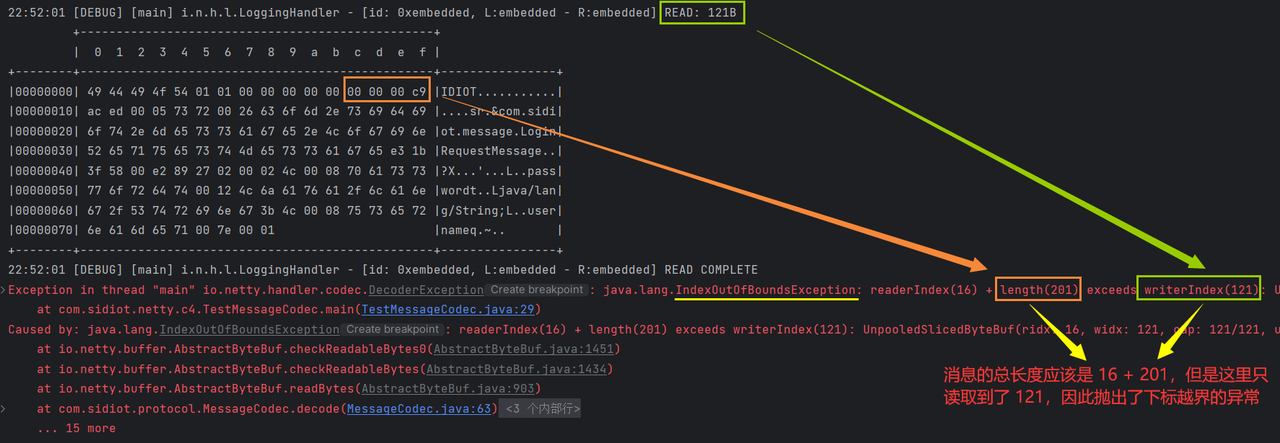 22:52:01 [DEBUG] [main] i.n.h.l.LoggingHandler - [id: 0xembedded, L:embedded - R:embedded] READ: 121B
+-------------------------------------------------+
| 0 1 2 3 4 5 6 7 8 9 a b c d e f |
+--------+-------------------------------------------------+----------------+
|00000000| 49 44 49 4f 54 01 01 00 00 00 00 00 00 00 00 c9 |IDIOT...........|
|00000010| ac ed 00 05 73 72 00 26 63 6f 6d 2e 73 69 64 69 |....sr.&com.sidi|
|00000020| 6f 74 2e 6d 65 73 73 61 67 65 2e 4c 6f 67 69 6e |ot.message.Login|
|00000030| 52 65 71 75 65 73 74 4d 65 73 73 61 67 65 e3 1b |RequestMessage..|
|00000040| 3f 58 00 e2 89 27 02 00 02 4c 00 08 70 61 73 73 |?X...'...L..pass|
|00000050| 77 6f 72 64 74 00 12 4c 6a 61 76 61 2f 6c 61 6e |wordt..Ljava/lan|
|00000060| 67 2f 53 74 72 69 6e 67 3b 4c 00 08 75 73 65 72 |g/String;L..user|
|00000070| 6e 61 6d 65 71 00 7e 00 01 |nameq.~.. |
+--------+-------------------------------------------------+----------------+
22:52:01 [DEBUG] [main] i.n.h.l.LoggingHandler - [id: 0xembedded, L:embedded - R:embedded] READ COMPLETE
Exception in thread "main" io.netty.handler.codec.DecoderException Create breakpoint : java.lang.IndexOutOfBoundsException: readerIndex(16) + length(201) exceeds writerIndex(121): U
at com.sidiot.netty.c4.TestMessageCodec.main(TestMessageCodec.java:29)
Caused by: java.lang.IndexOutOfBoundsException Create breakpoint : readerIndex(16) + length(201) exceeds writerIndex(121): UnpooledSlicedByteBuf(ridx: 16, widx: 121, cap: 121/121, u
at io.netty.buffer.AbstractByteBuf.checkReadableBytes0(AbstractByteBuf.java:1451)
at io.netty.buffer.AbstractByteBuf.checkReadableBytes(AbstractByteBuf.java:1434)
at io.netty.buffer.AbstractByteBuf.readBytes(AbstractByteBuf.java:903)
at com.sidiot.protocol.MessageCodec.decode(MessageCodec.java:63) <3 个内部行>
... 15 more
消息的总长度应该是 16 + 201，但是这里只
读取到了 121，因此抛出了下标越界的异常